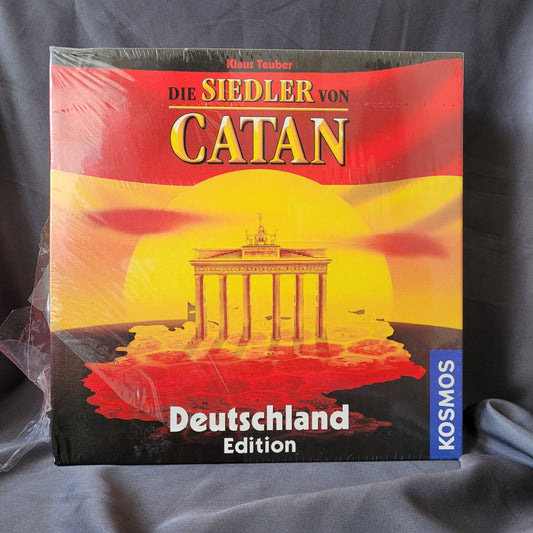 Klaus Teuber
DIE SIEDLER VON
CATAN
Deutschland
Edition
KOSMOS